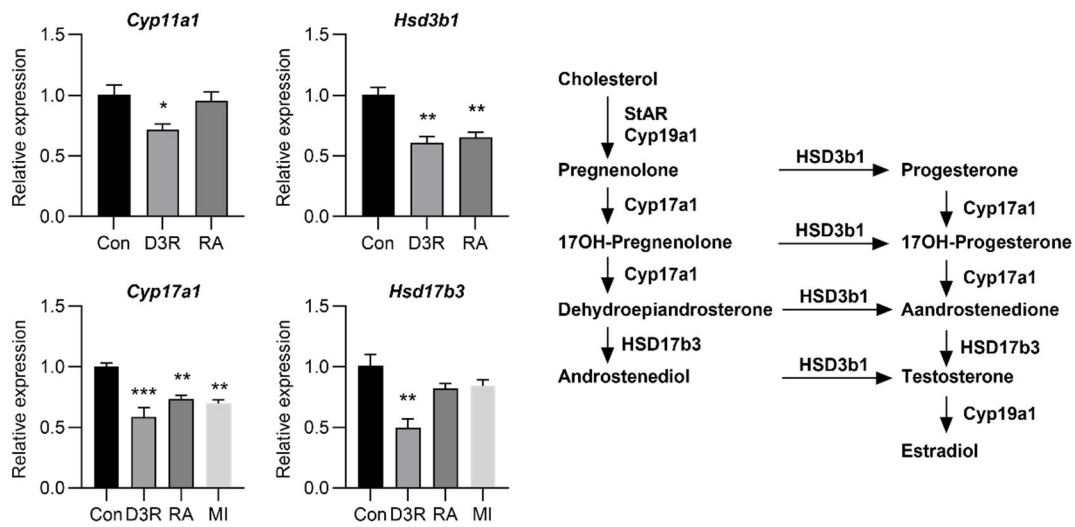 Cyp11a1
Relative expression
1.5
1.0
0.5
0.0
*
Con D3R RA
Hsd3b1
Relative expression
1.5
1.0
0.5
0.0
** **
Con D3R RA
Cyp17a1
Relative expression
1.5
1.0
0.5
0.0
*** ** **
Con D3R RA MI
Hsd17b3
Relative expression
1.5
1.0
0.5
0.0
**
Con D3R RA MI
Cholesterol
StAR
Cyp19a1
Pregnenolone HSD3b1 Progesterone
Cyp17a1 Cyp17a1
17OH-Pregnenolone HSD3b1 17OH-Progesterone
Cyp17a1 Cyp17a1
Dehydroepiandrosterone HSD3b1 Aandrostenedione
HSD17b3 HSD17b3
Androstenediol HSD3b1 Testosterone
Cyp19a1
Estradiol